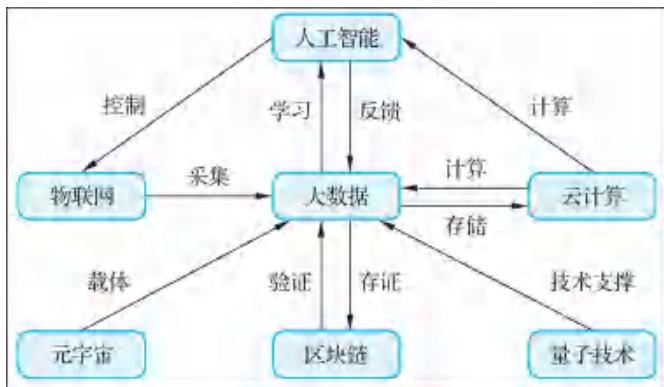 人工智能
控制
学习
反馈
计算
物联网
采集
大数据
计算
存储
云计算
载体
验证
存证
技术支撑
元宇宙
区块链
量子技术